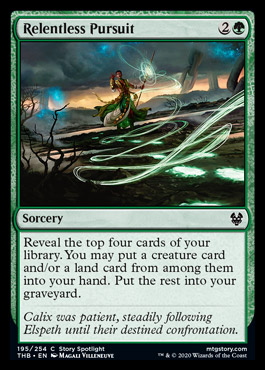 Relentless Pursuit 2
Sorcery
Reveal the top four cards of your
library. You may put a creature card
and/or a land card from among them
into your hand. Put the rest into your
graveyard.
Calix was patient, steadily following
Elspeth until their destined confrontation.
195/254 C Story Spotlight
THB • EN MAGALI VILLENEUVE
mtgstory.com
™ & © 2020 Wizards of the Coast